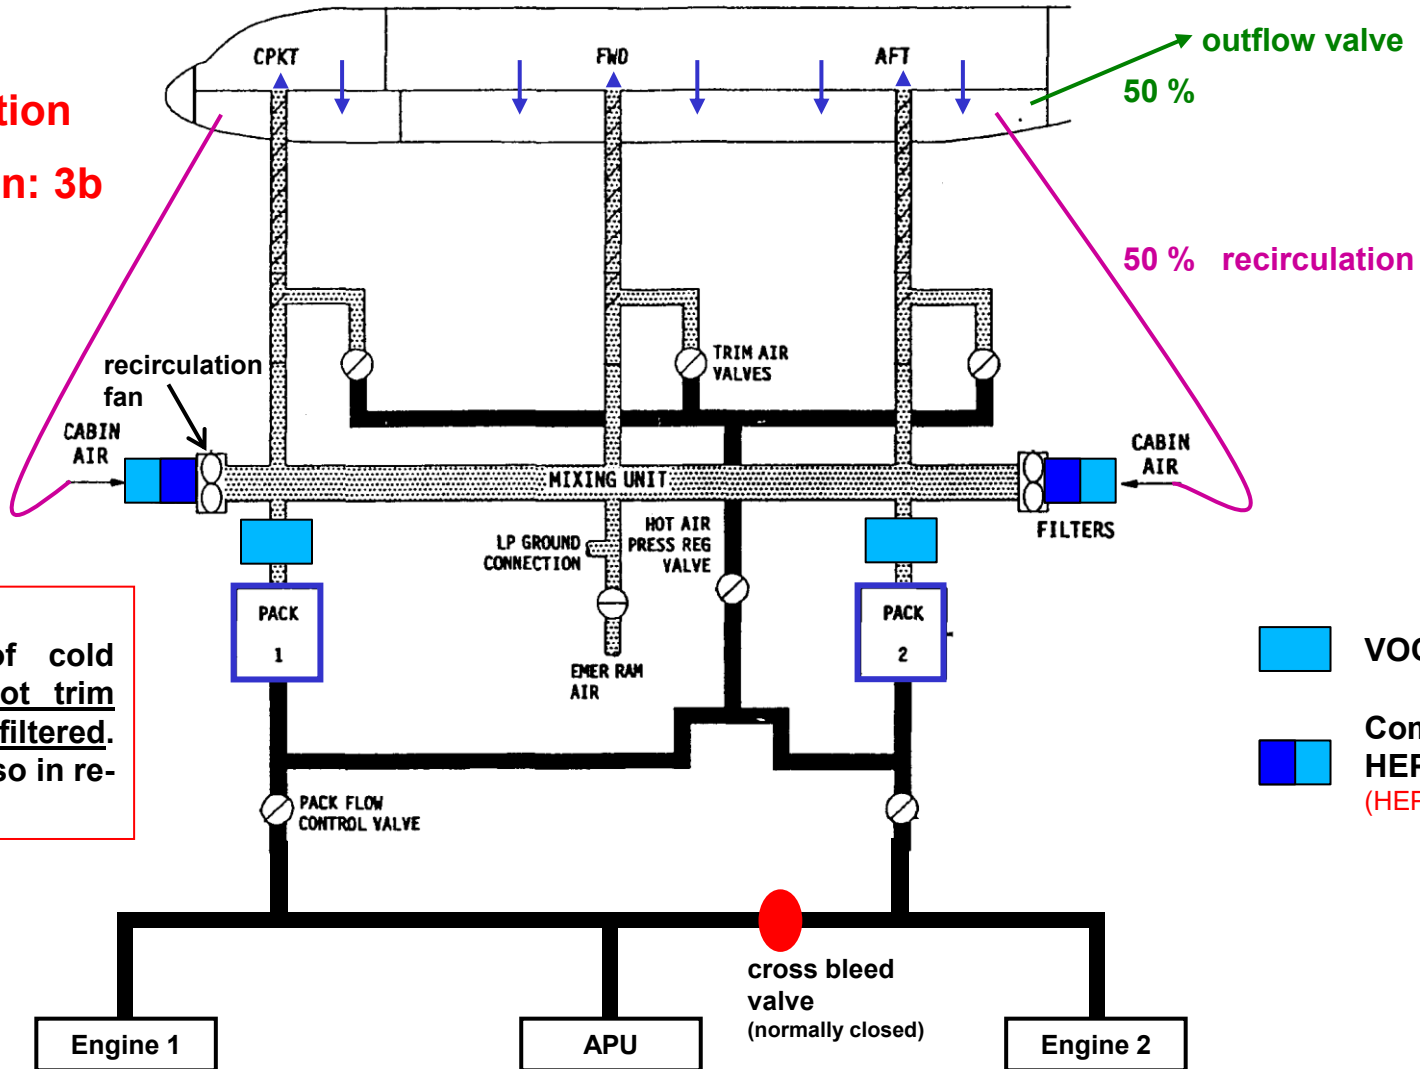 CPKT
FWD
AFT
outflow valve
50 %
tion
n: 3b
50 % recirculation
TRIM AIR
VALVES
recirculation
fan
CABIN
AIR
CABIN
AIR
MIXING UNIT
FILTERS
LP GROUND
CONNECTION
HOT AIR
PRESS REG
VALVE
PACK
1
PACK
2
EMER RAM
AIR
of cold
ot trim
filtered.
so in re-
VOC
Com
HEP
(HEP
PACK FLOW
CONTROL VALVE
cross bleed
valve
(normally closed)
Engine 1
APU
Engine 2